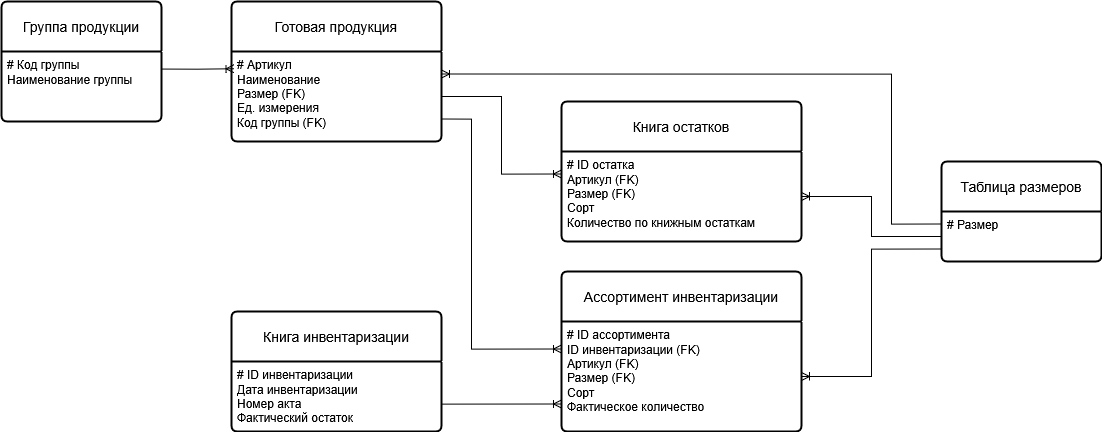 Группа продукции
# Код группы
Наименование группы
Готовая продукция
# Артикул
Наименование
Размер (FK)
Ед. измерения
Код группы (FK)
Книга остатков
# ID остатка
Артикул (FK)
Размер (FK)
Сорт
Количество по книжным остаткам
Таблица размеров
# Размер
Ассортимент инвентаризации
# ID ассортимента
ID инвентаризации (FK)
Артикул (FK)
Размер (FK)
Сорт
Фактическое количество
Книга инвентаризации
# ID инвентаризации
Дата инвентаризации
Номер акта
Фактический остаток